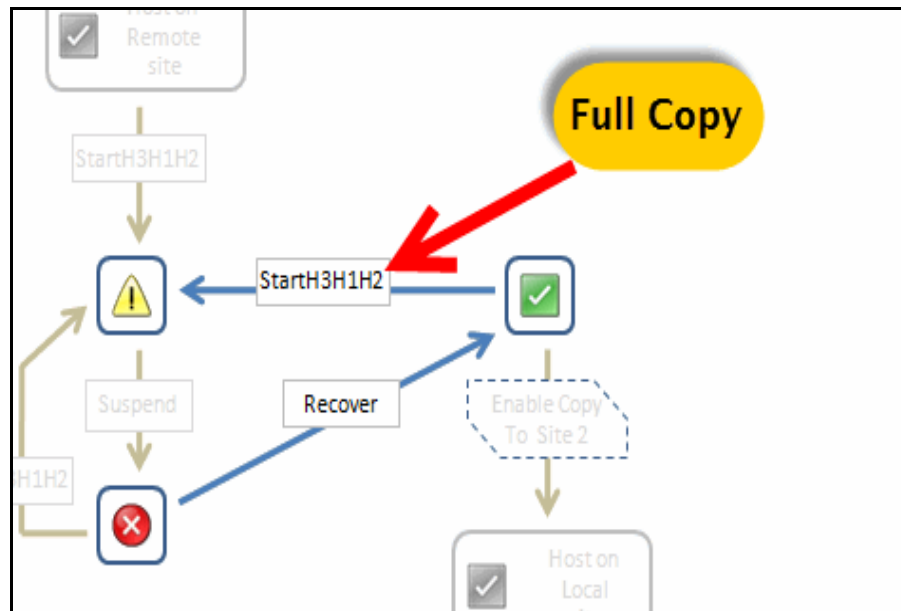 Host on
Remote
site
Full Copy
StartH3H1H2
StartH3H1H2
Suspend
Recover
Enable Copy
To Site 2
H1H2
Host on
Local